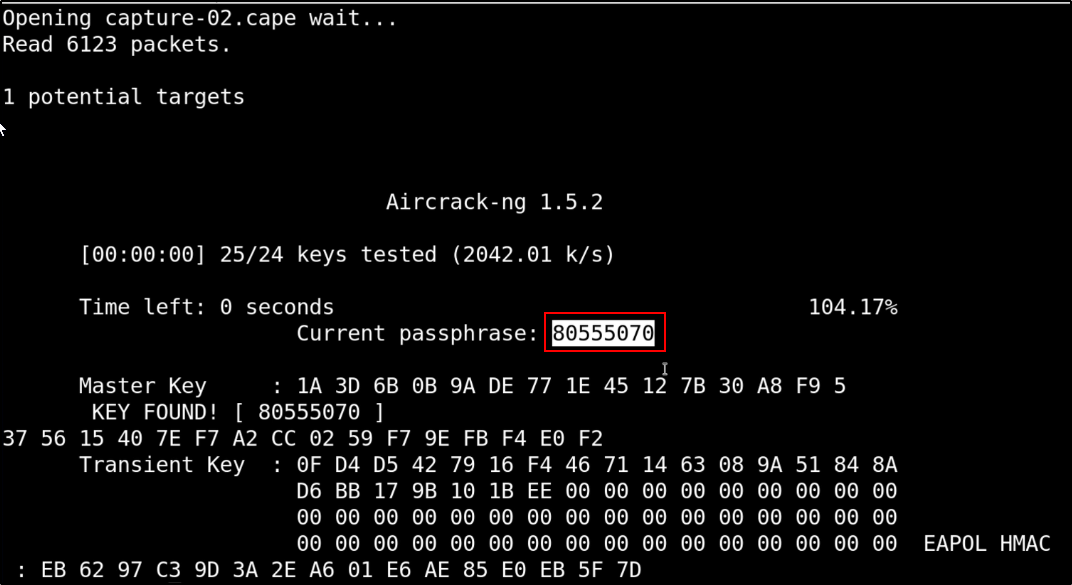 Opening capture-02.cape wait...
Read 6123 packets.
1 potential targets
Aircrack-ng 1.5.2
[00:00:00] 25/24 keys tested (2042.01 k/s)
Time left: 0 seconds 104.17%
Current passphrase: 80555070
Master Key : 1A 3D 6B 0B 9A DE 77 1E 45 12 7B 30 A8 F9 5
KEY FOUND! [ 80555070 ]
37 56 15 40 7E F7 A2 CC 02 59 F7 9E FB F4 E0 F2
Transient Key : 0F D4 D5 42 79 16 F4 46 71 14 63 08 9A 51 84 8A
D6 BB 17 9B 10 1B EE 00 00 00 00 00 00 00 00 00
00 00 00 00 00 00 00 00 00 00 00 00 00 00 00 00
00 00 00 00 00 00 00 00 00 00 00 00 00 00 00 00 EAPOL HMAC
: EB 62 97 C3 9D 3A 2E A6 01 E6 AE 85 E0 EB 5F 7D